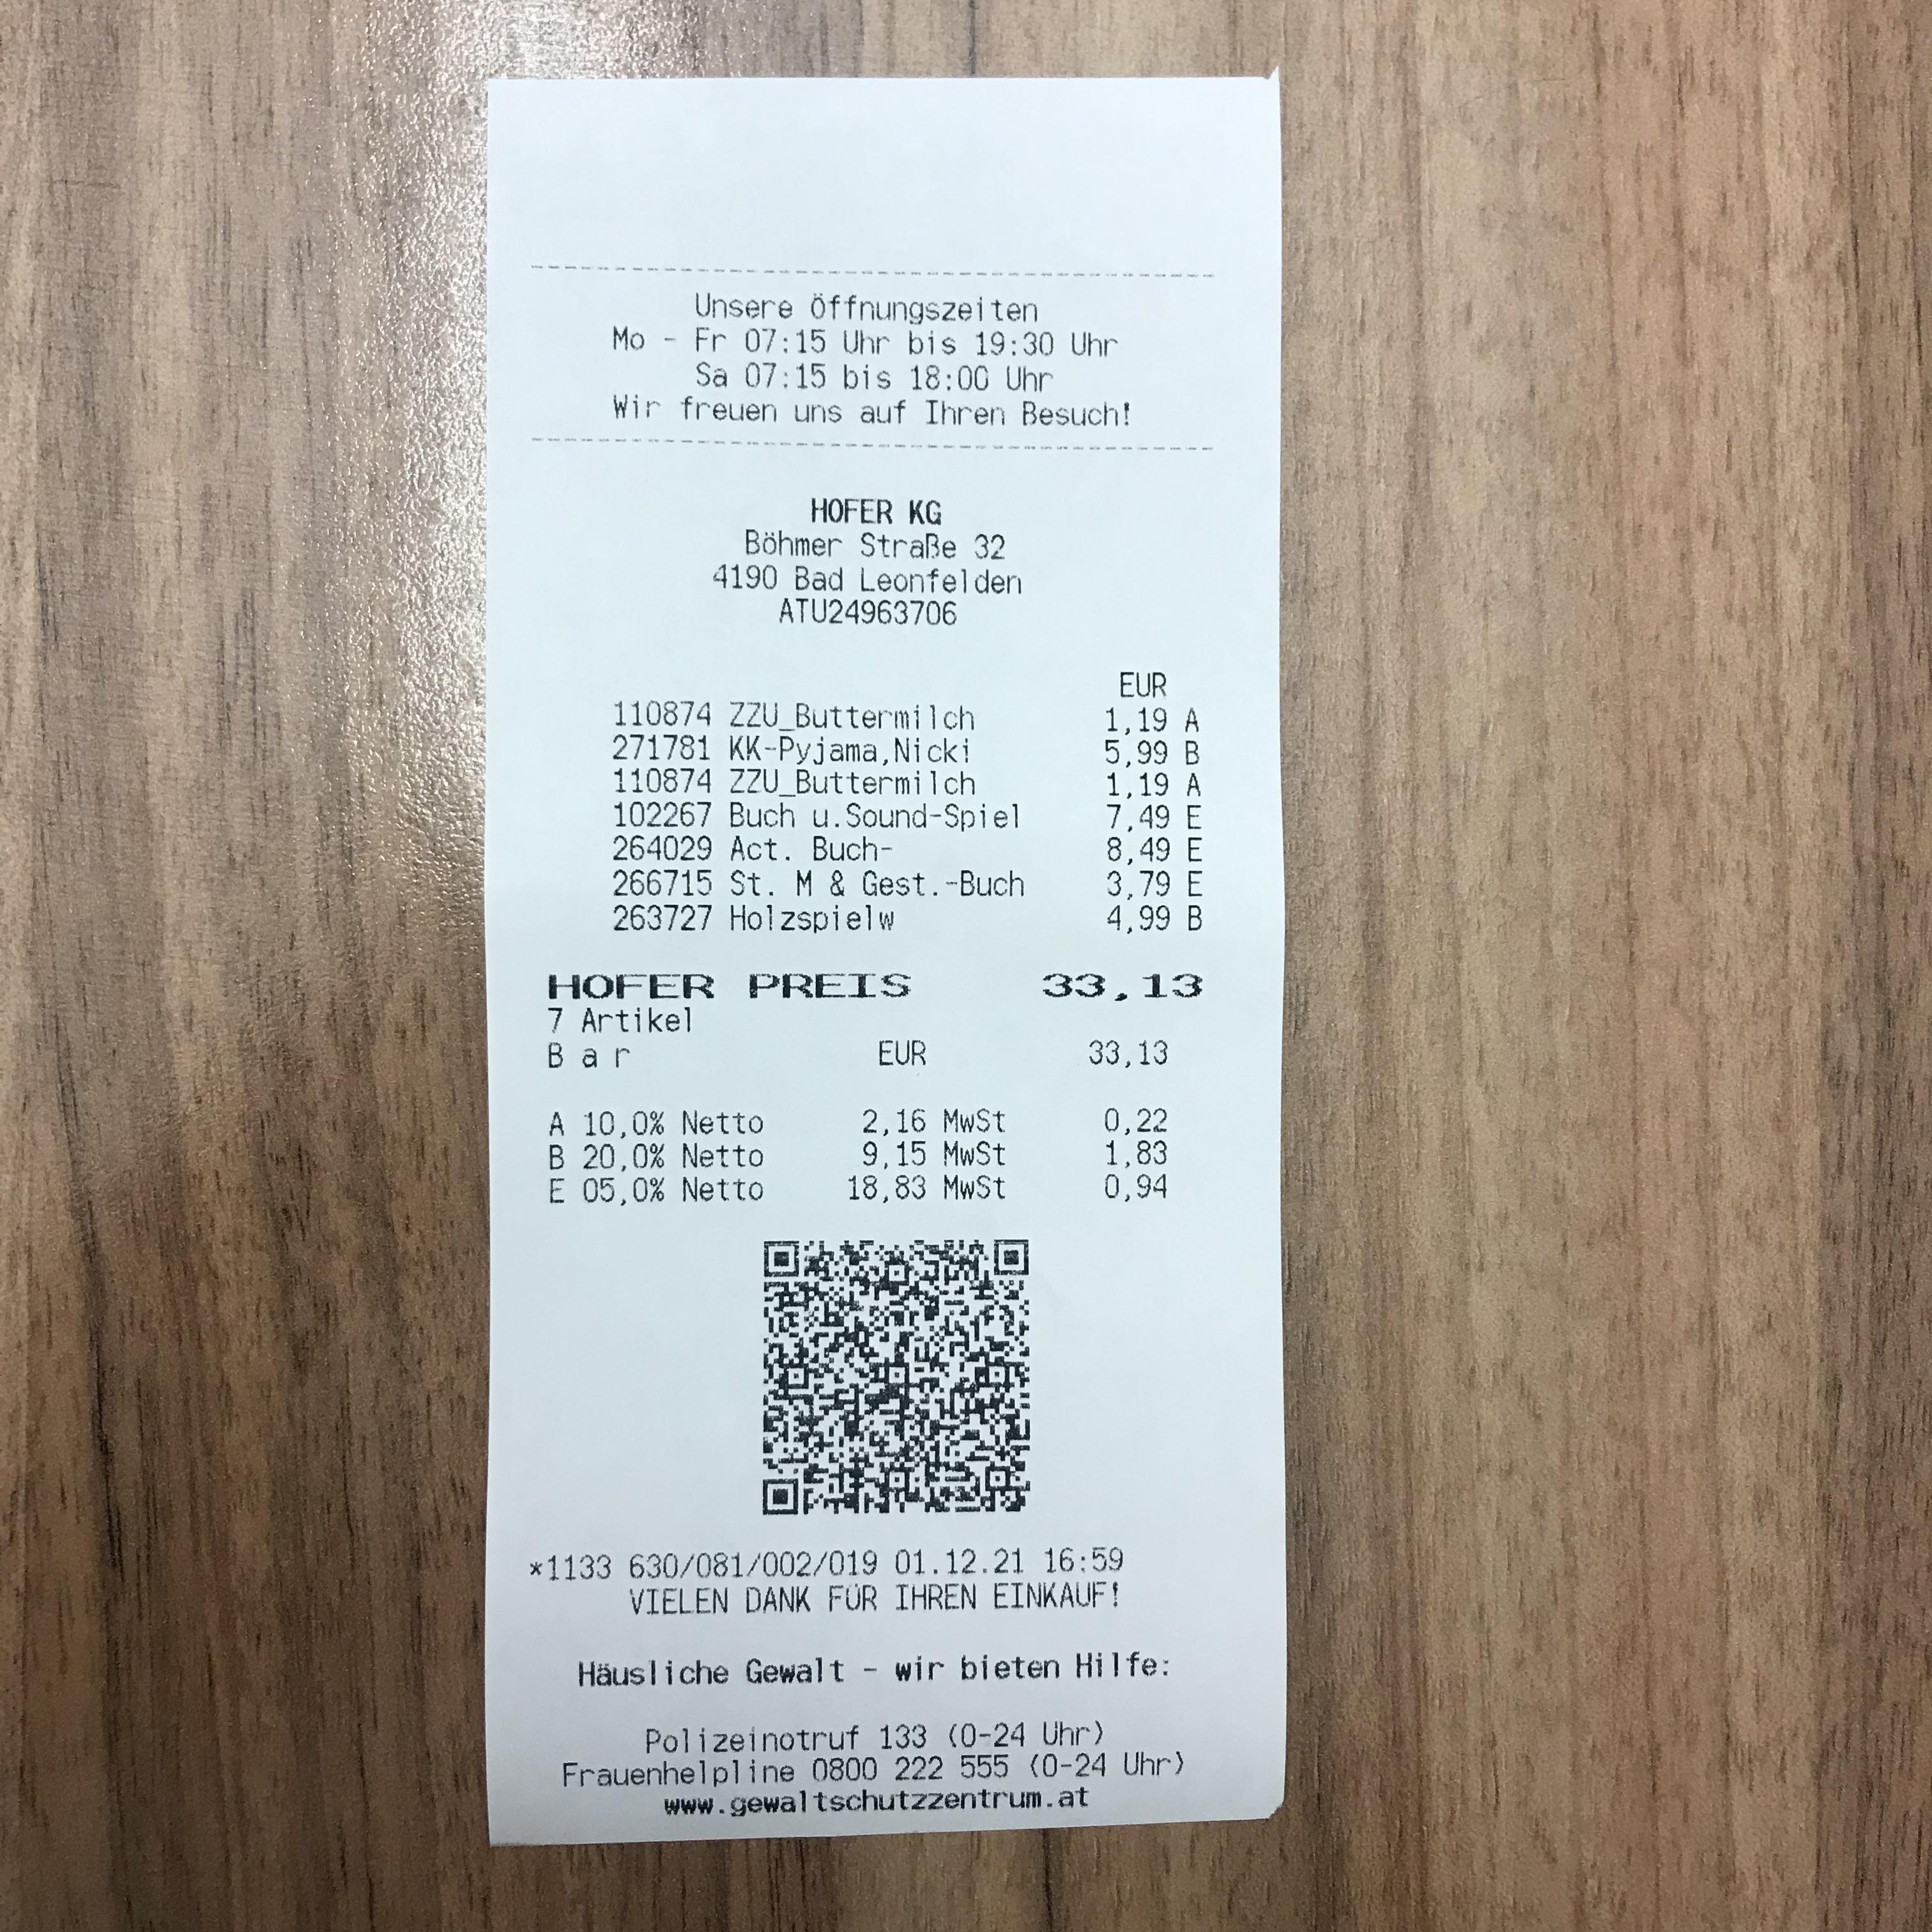 Unsere Öffnungszeiten
Mo - Fr 07:15 Uhr bis 19:30 Uhr
Sa 07:15 bis 18:00 Uhr
Wir freuen uns auf Ihren Besuch!
HOFER KG
Böhmer Straße 32
4190 Bad Leonfelden
ATU24963706
EUR
110874 ZZU_Buttermilch 1,19 A
271781 KK-Pyjama,Nicki 5,99 B
110874 ZZU_Buttermilch 1,19 A
102267 Buch u.Sound-Spiel 7,49 E
264029 Act. Buch- 8,49 E
266715 St. M & Gest.-Buch 3,79 E
263727 Holzspielw 4,99 B
HOFER PREIS 33,13
7 Artikel
Bar EUR 33,13
A 10,0% Netto 2,16 MwSt 0,22
B 20,0% Netto 9,15 MwSt 1,83
E 05,0% Netto 18,83 MwSt 0,94
*1133 630/081/002/019 01.12.21 16:59
VIELEN DANK FÜR IHREN EINKAUF!
Häusliche Gewalt - wir bieten Hilfe:
Polizeinotruf 133 (0-24 Uhr)
Frauenhelpline 0800 222 555 (0-24 Uhr)
www.gewaltschutzzentrum.at